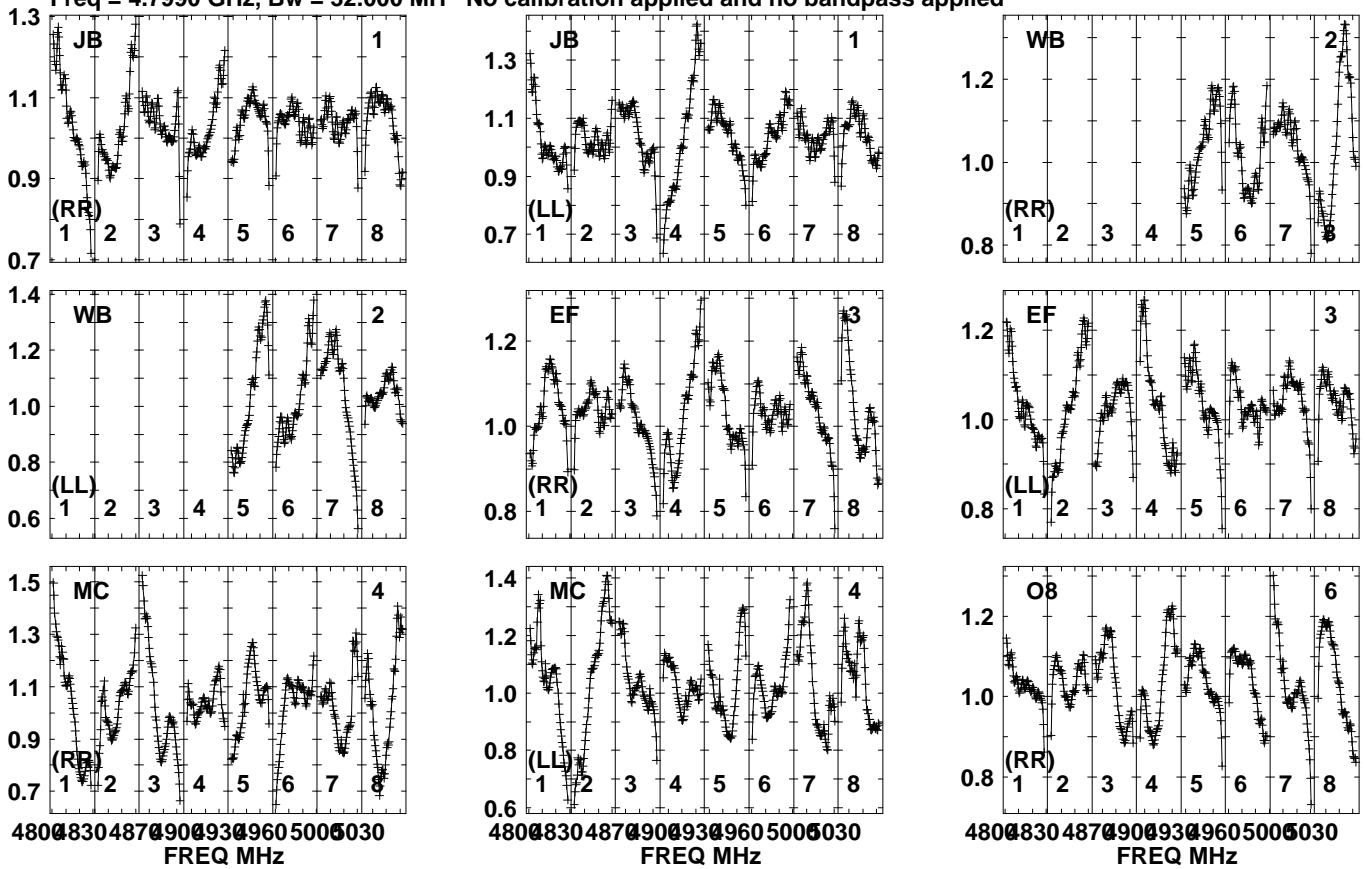 Freq = 4.7990 GHz, Bw = 32.000 MH No calibration applied and no bandpass applied
JB 1
1.3
1.1
0.9
0.7
(RR)
1 2 3 4 5 6 7 8
JB 1
1.3
1.1
0.9
0.7
(LL)
1 2 3 4 5 6 7 8
WB 2
1.2
1.0
0.8
(RR)
1 2 3 4 5 6 7 8
WB 2
1.4
1.2
1.0
0.8
0.6
(LL)
1 2 3 4 5 6 7 8
EF 3
1.2
1.0
0.8
(RR)
1 2 3 4 5 6 7 8
EF 3
1.2
1.0
0.8
(LL)
1 2 3 4 5 6 7 8
MC 4
1.5
1.3
1.1
0.9
0.7
(RR)
1 2 3 4 5 6 7 8
4800 4830 4870 4900 4930 4960 5000 5030
FREQ MHz
MC 4
1.4
1.2
1.0
0.8
0.6
(LL)
1 2 3 4 5 6 7 8
4800 4830 4870 4900 4930 4960 5000 5030
FREQ MHz
O8 6
1.2
1.0
0.8
(RR)
1 2 3 4 5 6 7 8
4800 4830 4870 4900 4930 4960 5000 5030
FREQ MHz